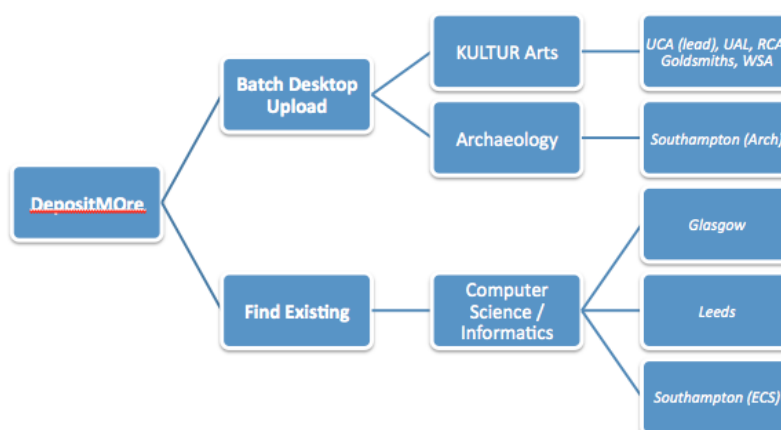 DepositMOre
Batch Desktop
Upload
KULTUR Arts
UCA (lead), UAL, RCA
Goldsmiths, WSA
Archaeology
Southampton (Arch)
Find Existing
Computer
Science /
Informatics
Glasgow
Leeds
Southampton (ECS)